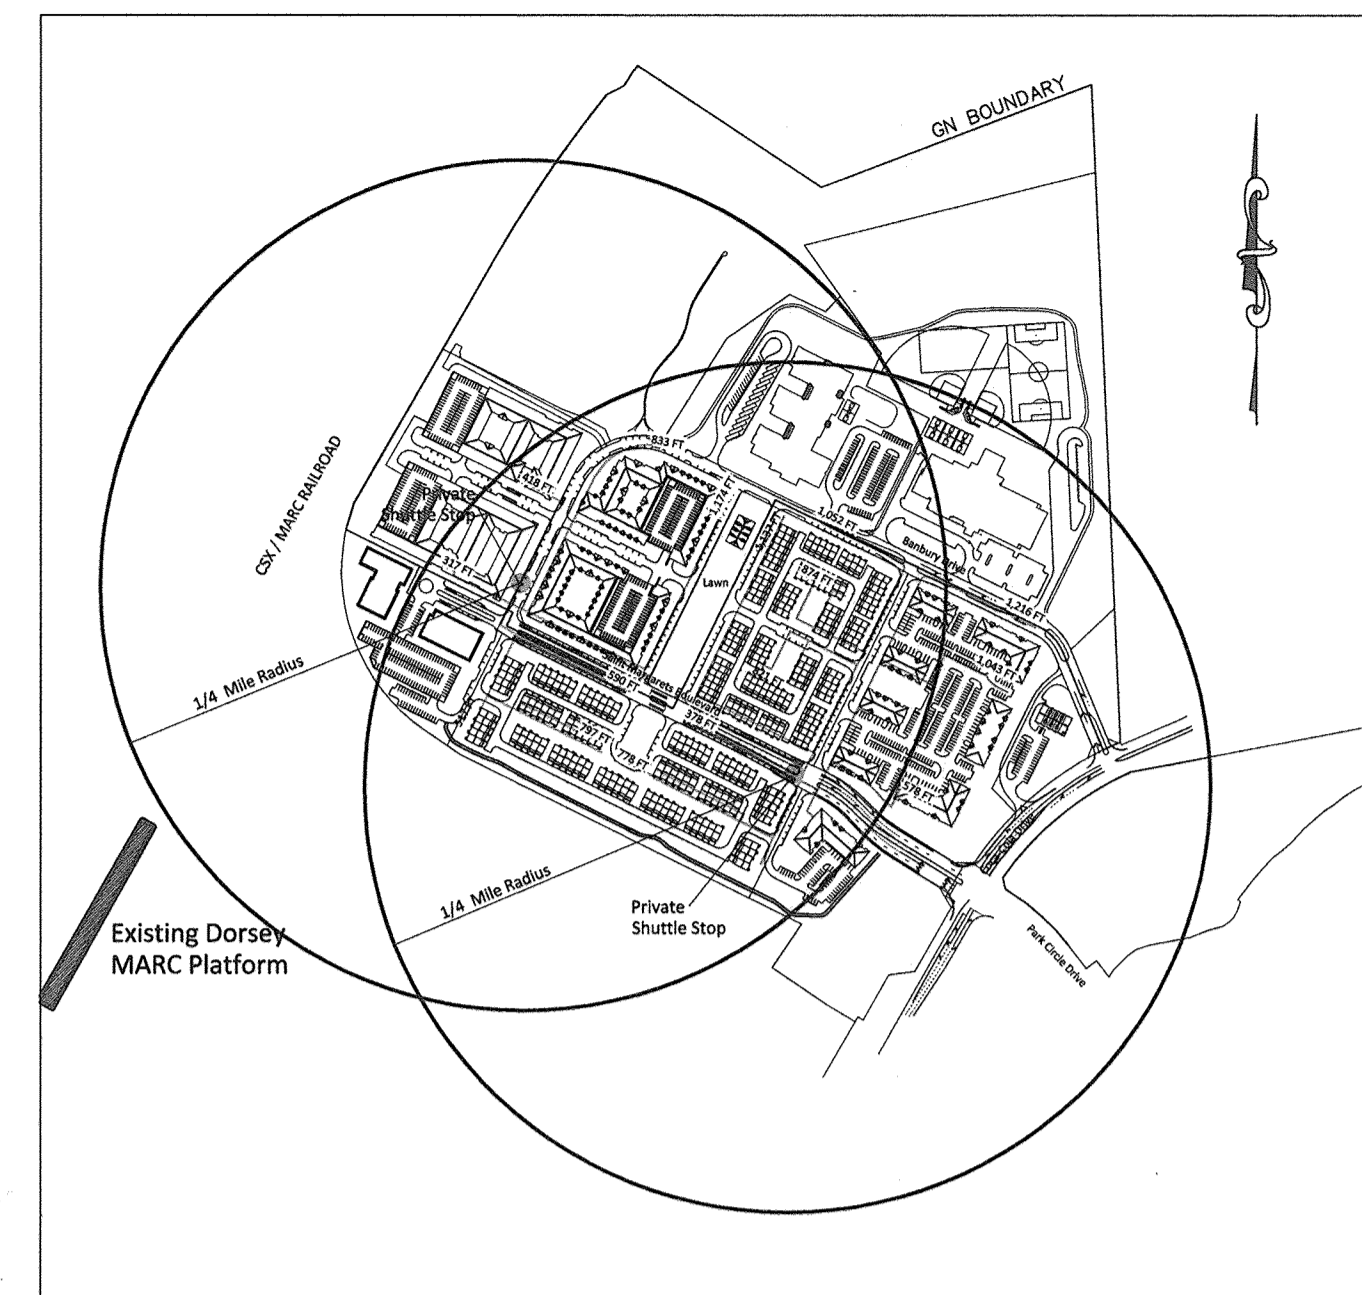 GN BOUNDARY
CSX / MARC RAILROAD
833 FT
418 FT
1174 FT
Private
Shuttle Stop
1,052 FT
Banbury Drive
317 FT
874 FT
Lawn
1,216 FT
1,043 FT
1/4 Mile Radius
Saint Margarets Boulevard
590 FT
378 FT
797 FT
778 FT
578 FT
1/4 Mile Radius
Private
Shuttle Stop
Park Circle Drive
Existing Dorsey
MARC Platform